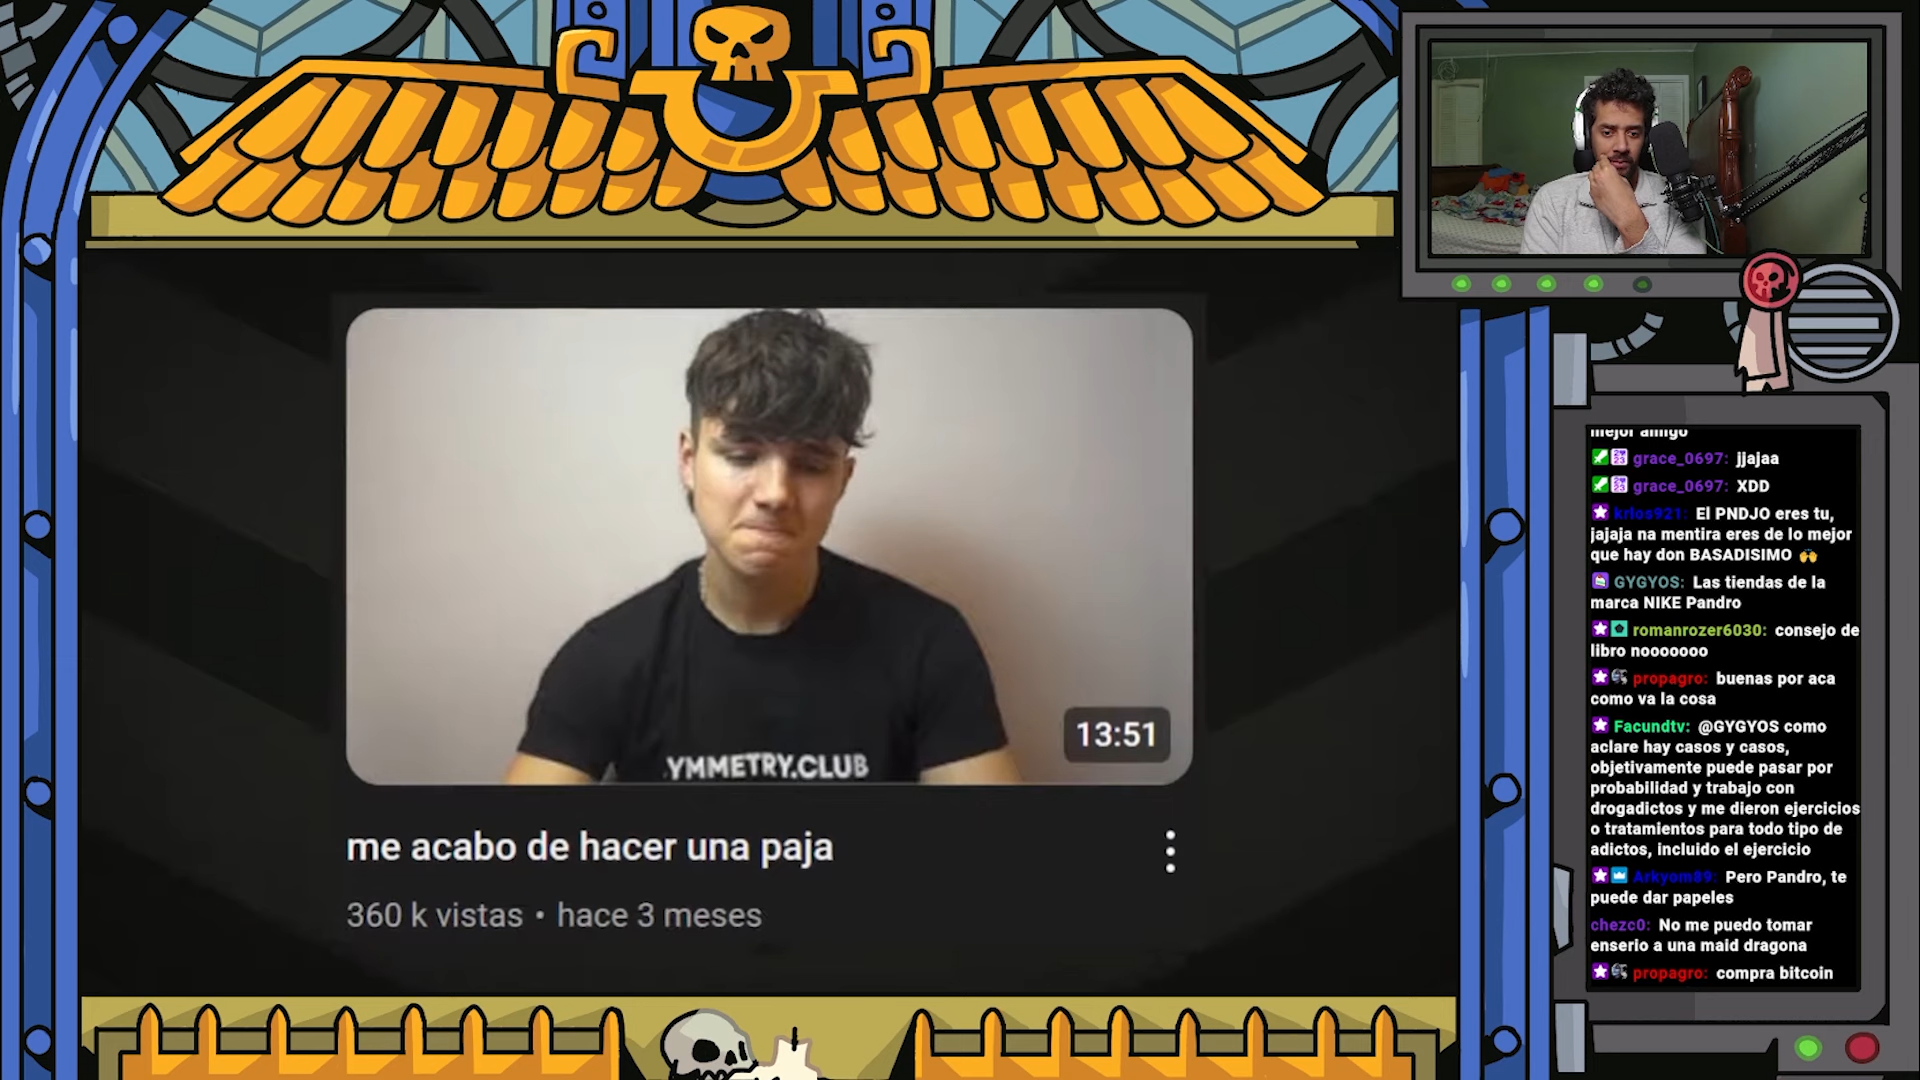 YMMETRY.CLUB
13:51
me acabo de hacer una paja
360 k vistas • hace 3 meses
mejor amigo
grace_0697: jjajaa
grace_0697: XDD
krlos921: El PNDJO eres tu,
jajaja na mentira eres de lo mejor
que hay don BASADISIMO 🙌
GYGYOS: Las tiendas de la
marca NIKE Pandro
romanrozer6030: consejo de
libro nooooooo
propagro: buenas por aca
como va la cosa
Facundtv: @GYGYOS como
aclare hay casos y casos,
objetivamente puede pasar por
probabilidad y trabajo con
drogadictos y me dieron ejercicios
o tratamientos para todo tipo de
adictos, incluido el ejercicio
Arkyom89: Pero Pandro, te
puede dar papeles
chezc0: No me puedo tomar
enserio a una maid dragona
propagro: compra bitcoin